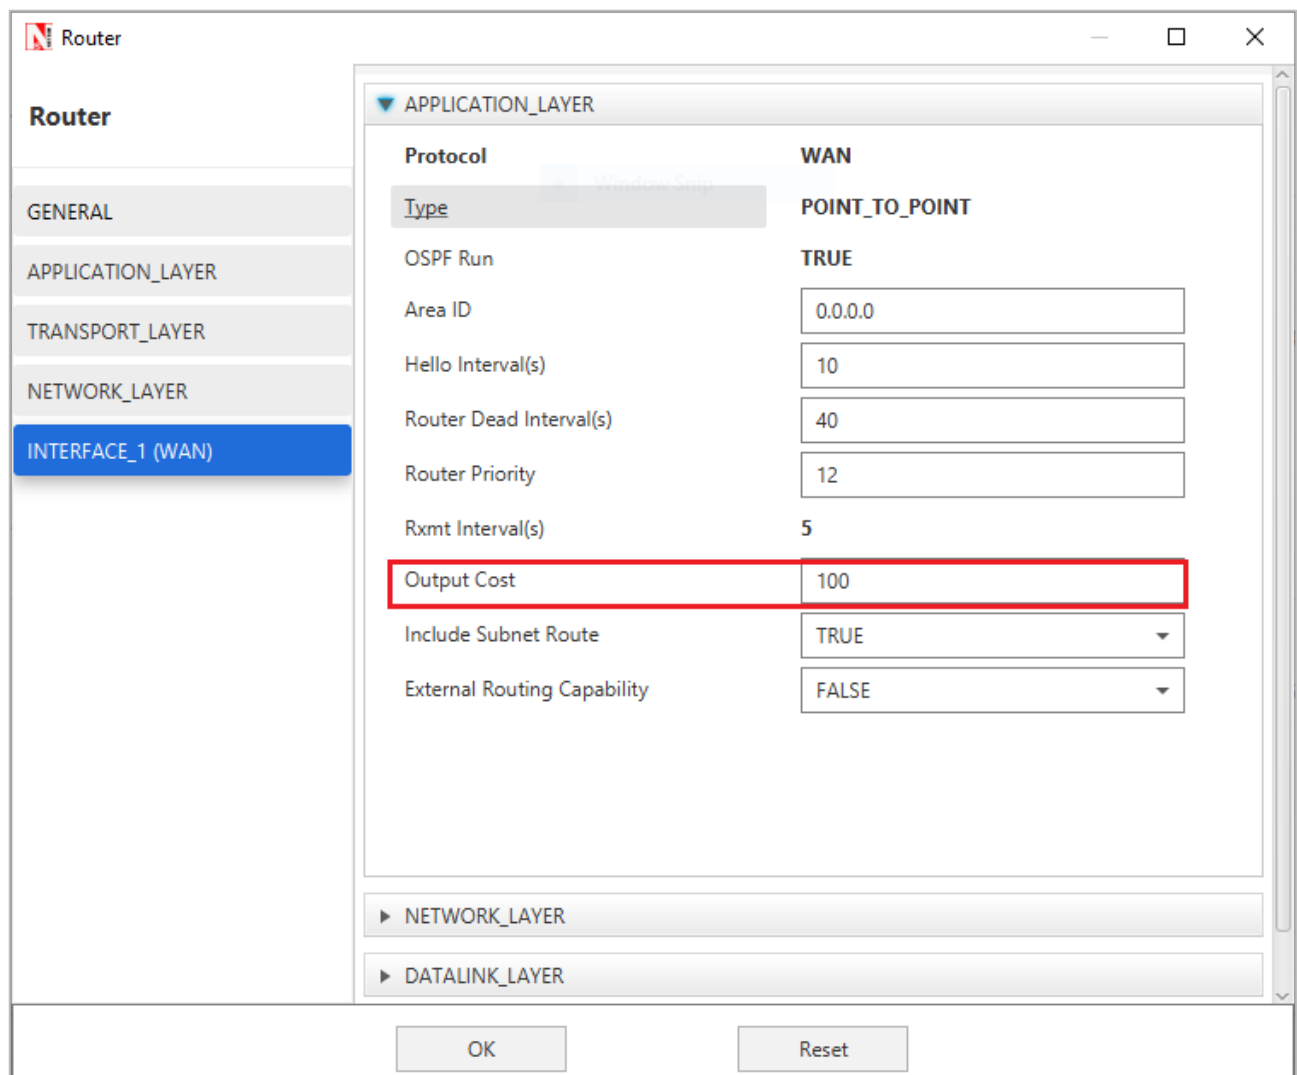 Router
Router
GENERAL
APPLICATION_LAYER
TRANSPORT_LAYER
NETWORK_LAYER
INTERFACE_1 (WAN)
APPLICATION_LAYER
Protocol WAN
Window Snip
Type POINT_TO_POINT
OSPF Run TRUE
Area ID 0.0.0.0
Hello Interval(s) 10
Router Dead Interval(s) 40
Router Priority 12
Rxmt Interval(s) 5
Output Cost 100
Include Subnet Route TRUE
External Routing Capability FALSE
NETWORK_LAYER
DATALINK_LAYER
OK Reset